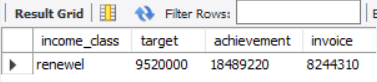 Result Grid Filter Rows:
income_class target achievement invoice
renewel 9520000 18489220 8244310